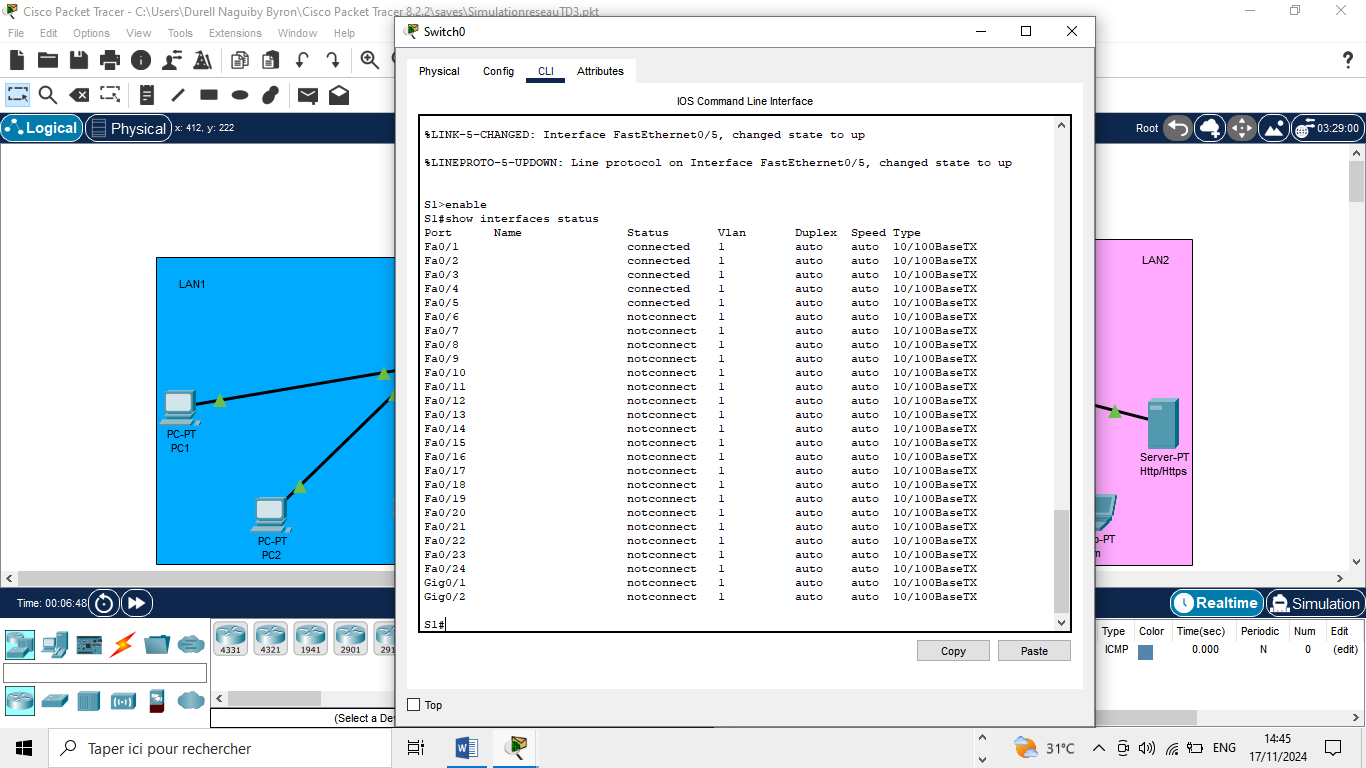 Cisco Packet Tracer - C:\Users\Durell Naguiby Byron\Cisco Packet Tracer 8.2.2\saves\SimulationreseauTD3.pkt
File Edit Options View Tools Extensions Window Help
Logical Physical x: 412, y: 222
Root 03:29:00
LAN1
PC-PT
PC1
PC-PT
PC2
Switch0
Physical Config CLI Attributes
IOS Command Line Interface
%LINK-5-CHANGED: Interface FastEthernet0/5, changed state to up
%LINEPROTO-5-UPDOWN: Line protocol on Interface FastEthernet0/5, changed state to up
S1>enable
S1#show interfaces status
Port Name Status Vlan Duplex Speed Type
Fa0/1 connected 1 auto auto 10/100BaseTX
Fa0/2 connected 1 auto auto 10/100BaseTX
Fa0/3 connected 1 auto auto 10/100BaseTX
Fa0/4 connected 1 auto auto 10/100BaseTX
Fa0/5 connected 1 auto auto 10/100BaseTX
Fa0/6 notconnect 1 auto auto 10/100BaseTX
Fa0/7 notconnect 1 auto auto 10/100BaseTX
Fa0/8 notconnect 1 auto auto 10/100BaseTX
Fa0/9 notconnect 1 auto auto 10/100BaseTX
Fa0/10 notconnect 1 auto auto 10/100BaseTX
Fa0/11 notconnect 1 auto auto 10/100BaseTX
Fa0/12 notconnect 1 auto auto 10/100BaseTX
Fa0/13 notconnect 1 auto auto 10/100BaseTX
Fa0/14 notconnect 1 auto auto 10/100BaseTX
Fa0/15 notconnect 1 auto auto 10/100BaseTX
Fa0/16 notconnect 1 auto auto 10/100BaseTX
Fa0/17 notconnect 1 auto auto 10/100BaseTX
Fa0/18 notconnect 1 auto auto 10/100BaseTX
Fa0/19 notconnect 1 auto auto 10/100BaseTX
Fa0/20 notconnect 1 auto auto 10/100BaseTX
Fa0/21 notconnect 1 auto auto 10/100BaseTX
Fa0/22 notconnect 1 auto auto 10/100BaseTX
Fa0/23 notconnect 1 auto auto 10/100BaseTX
Fa0/24 notconnect 1 auto auto 10/100BaseTX
Gig0/1 notconnect 1 auto auto 10/100BaseTX
Gig0/2 notconnect 1 auto auto 10/100BaseTX
S1#
Copy Paste
Top
LAN2
Server-PT
Http/Https
Time: 00:06:48
Realtime Simulation
4331 4321 1941 2901
(Select a De
Type Color Time(sec) Periodic Num Edit
ICMP 0.000 N 0 (edit)
Taper ici pour rechercher
31°C
ENG
14:45
17/11/2024